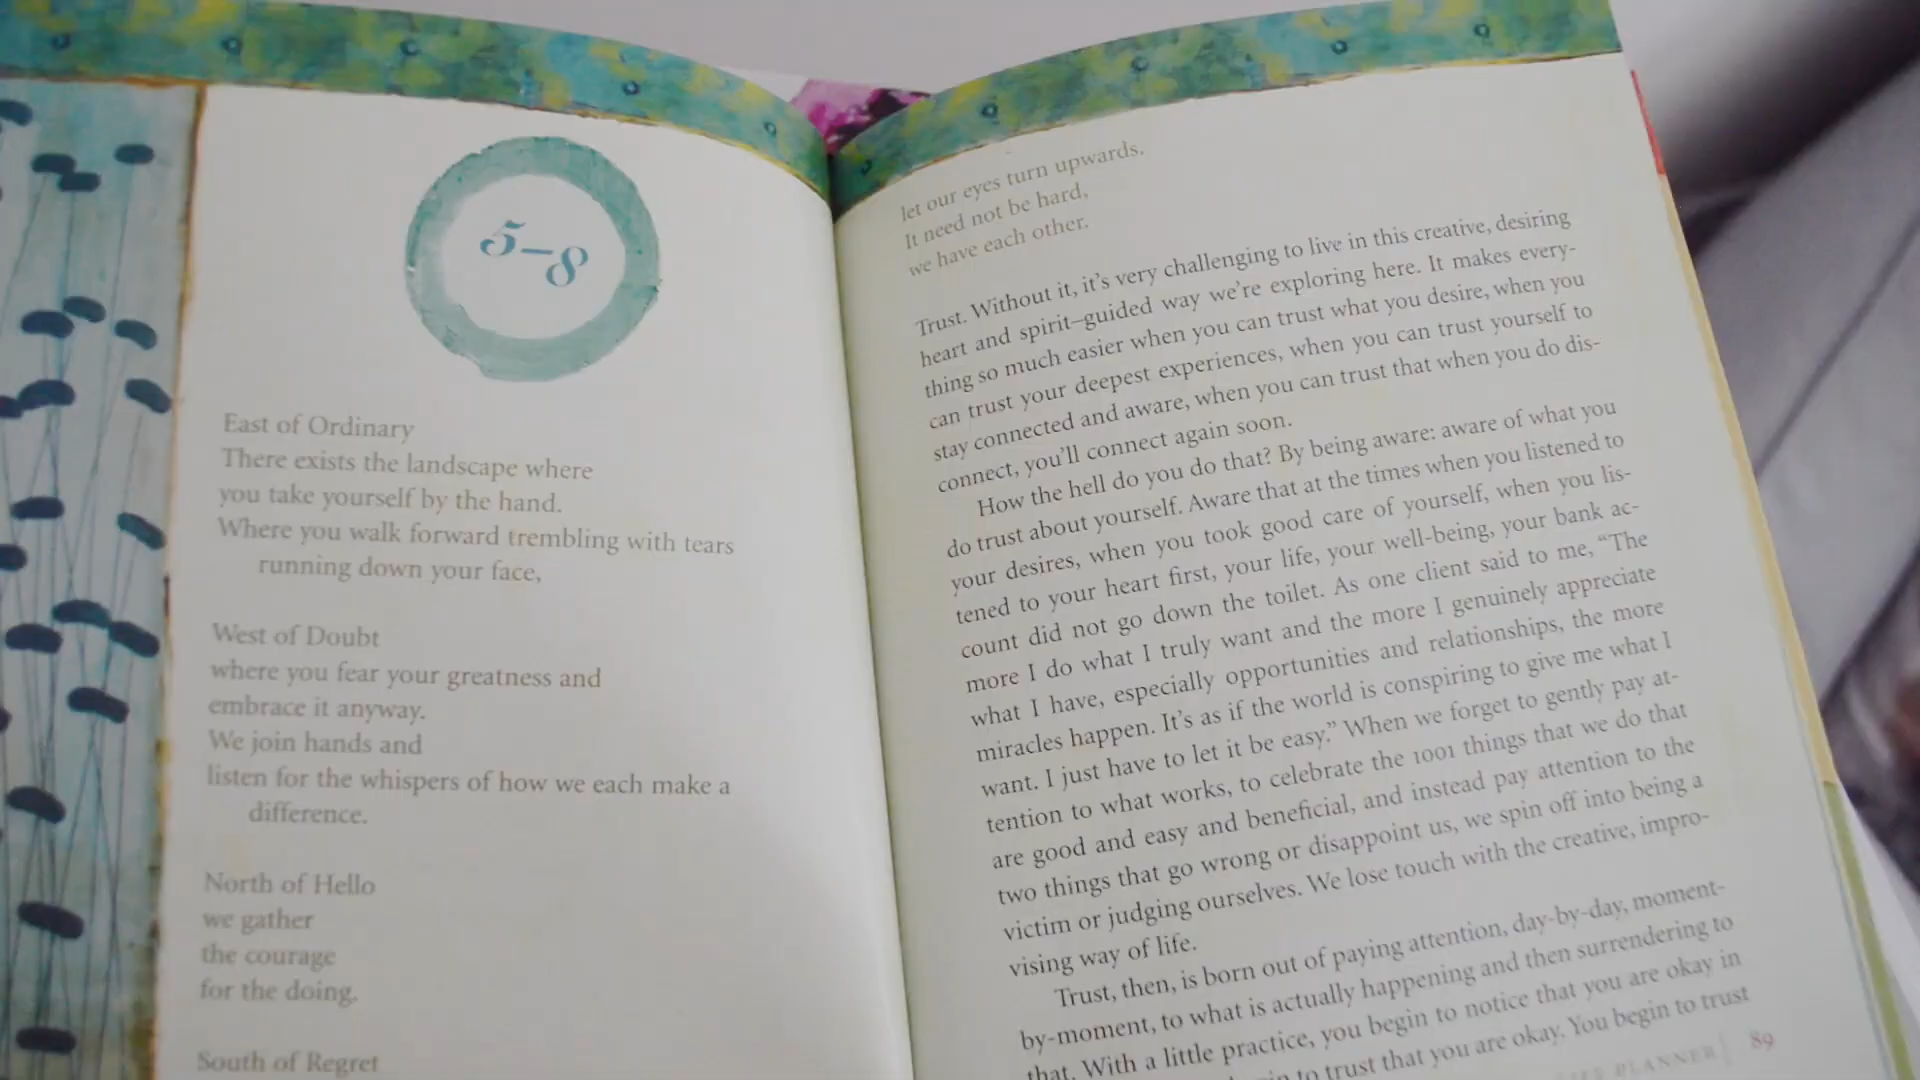 5–8
East of Ordinary
There exists the landscape where
you take yourself by the hand.
Where you walk forward trembling with tears
running down your face,
West of Doubt
where you fear your greatness and
embrace it anyway.
We join hands and
listen for the whispers of how we each make a
difference.
North of Hello
we gather
the courage
for the doing.
South of Regret
let our eyes turn upwards.
It need not be hard,
we have each other.
Trust. Without it, it's very challenging to live in this creative, desiring
heart and spirit–guided way we're exploring here. It makes every-
thing so much easier when you can trust what you desire, when you
can trust your deepest experiences, when you can trust yourself to
stay connected and aware, when you can trust that when you do dis-
connect, you'll connect again soon.
How the hell do you do that? By being aware: aware of what you
do trust about yourself. Aware that at the times when you listened to
your desires, when you took good care of yourself, when you lis-
tened to your heart first, your life, your well-being, your bank ac-
count did not go down the toilet. As one client said to me, “The
more I do what I truly want and the more I genuinely appreciate
what I have, especially opportunities and relationships, the more
miracles happen. It's as if the world is conspiring to give me what I
want. I just have to let it be easy.” When we forget to gently pay at-
tention to what works, to celebrate the 1001 things that we do that
are good and easy and beneficial, and instead pay attention to the
two things that go wrong or disappoint us, we spin off into being a
victim or judging ourselves. We lose touch with the creative, impro-
vising way of life.
Trust, then, is born out of paying attention, day-by-day, moment-
by-moment, to what is actually happening and then surrendering to
that. With a little practice, you begin to notice that you are okay in
to trust that you are okay. You begin to trust
PLANNER | 89